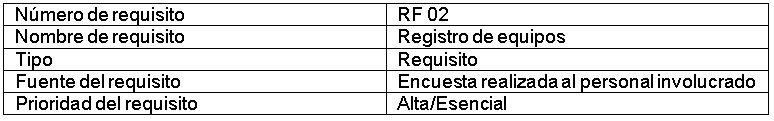 Número de requisito RF 02
Nombre de requisito Registro de equipos
Tipo Requisito
Fuente del requisito Encuesta realizada al personal involucrado
Prioridad del requisito Alta/Esencial